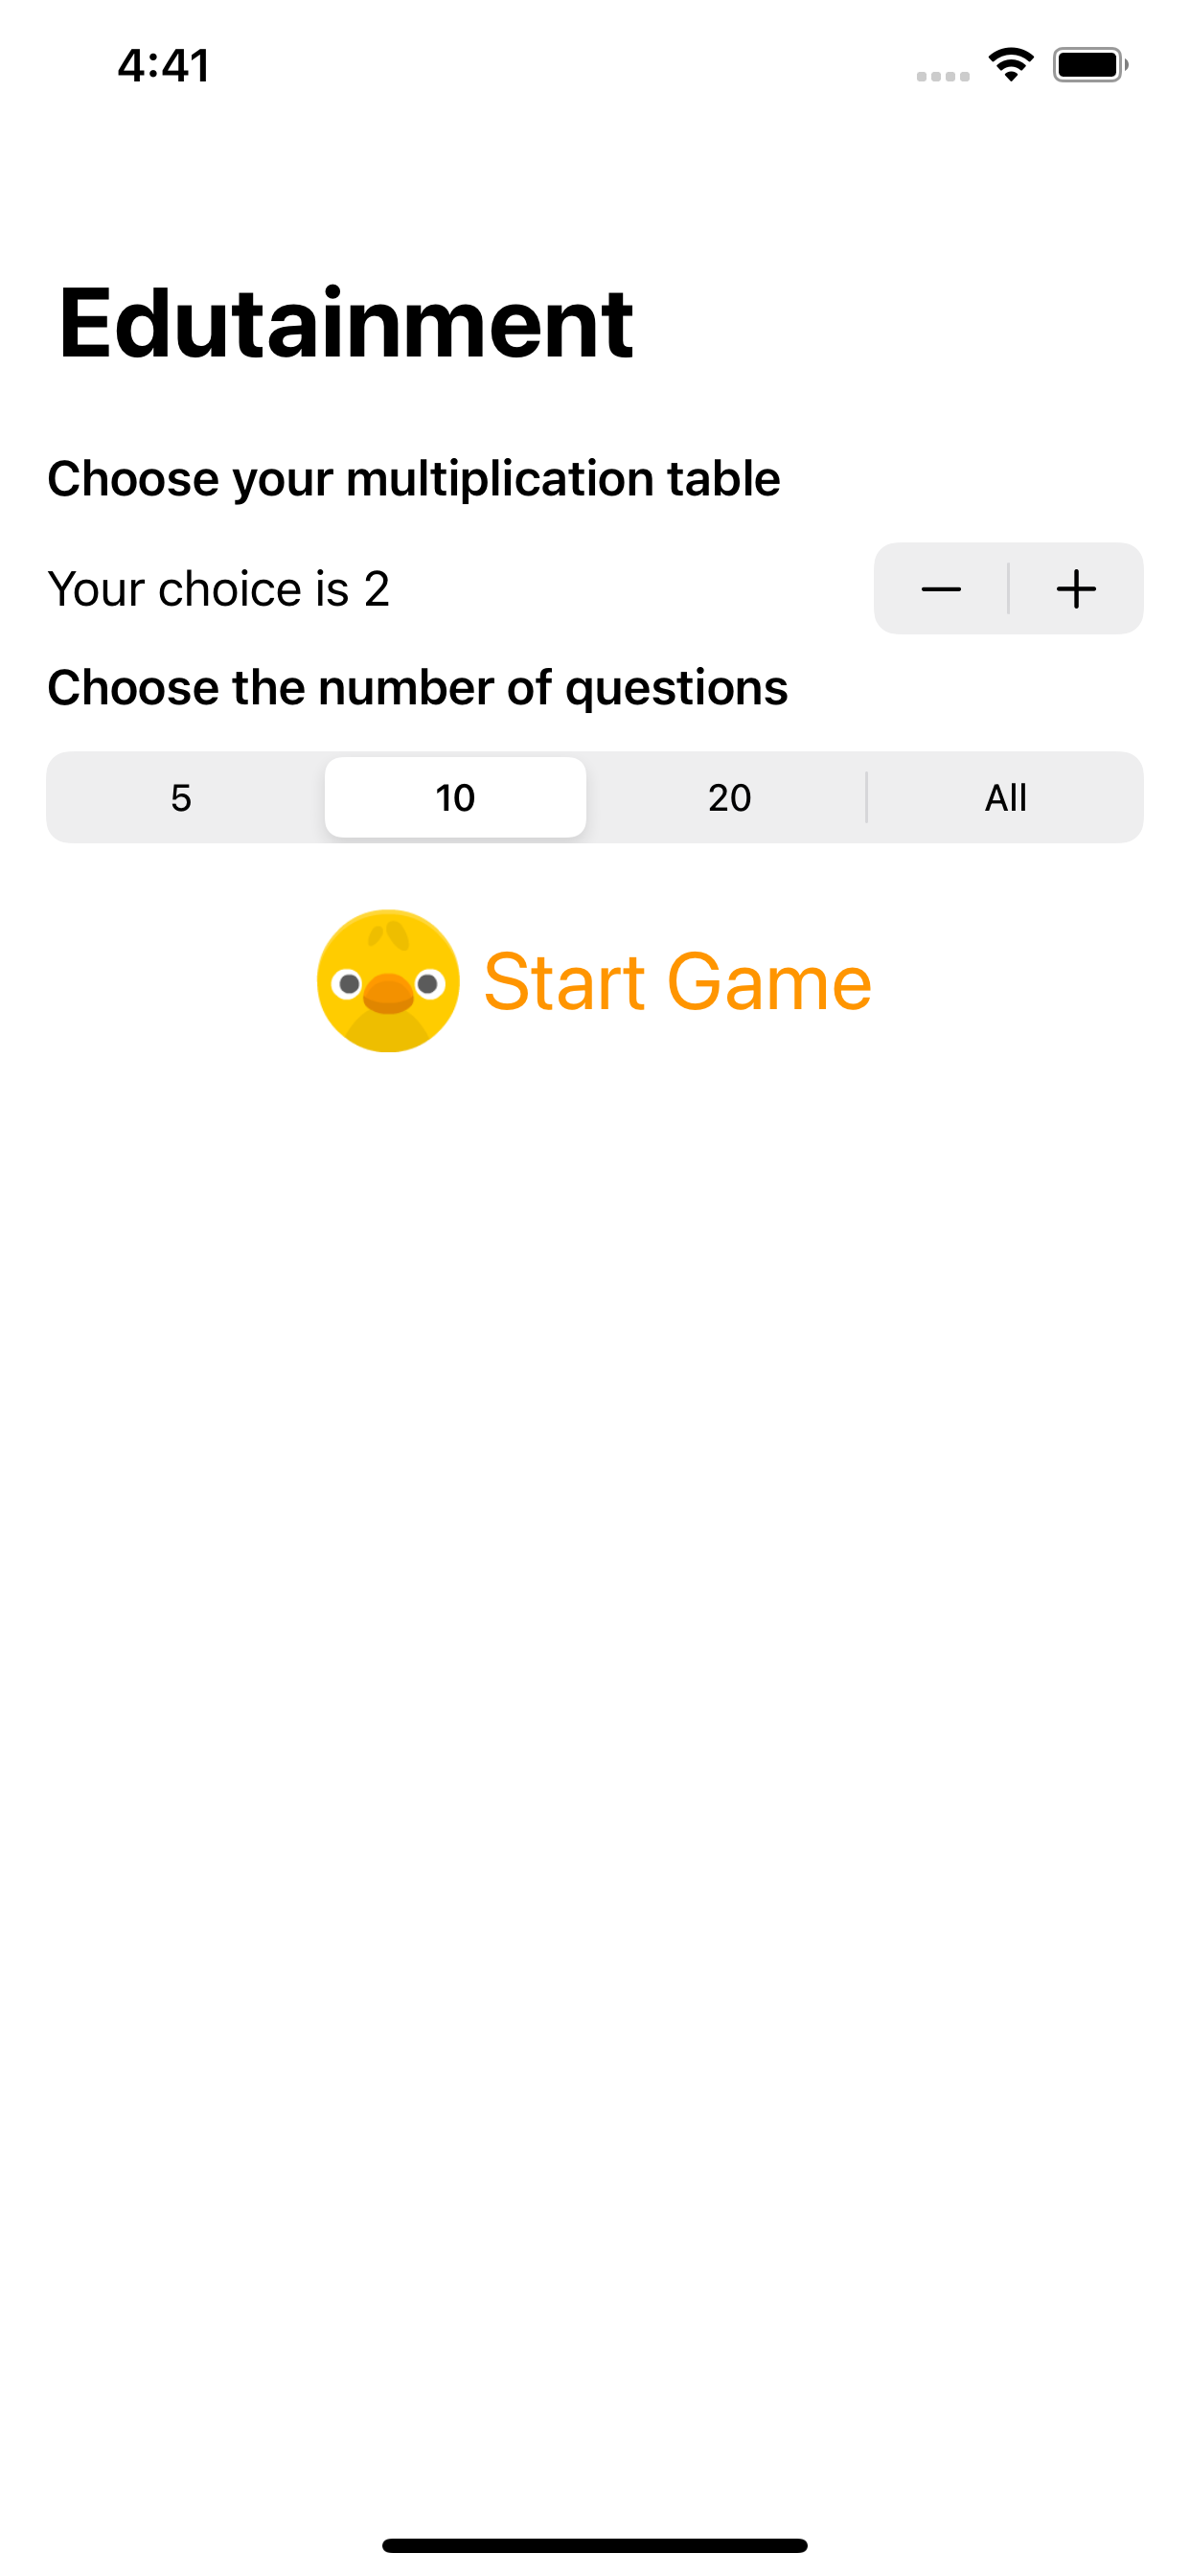 4:41
Edutainment
Choose your multiplication table
Your choice is 2
Choose the number of questions
5 10 20 All
Start Game